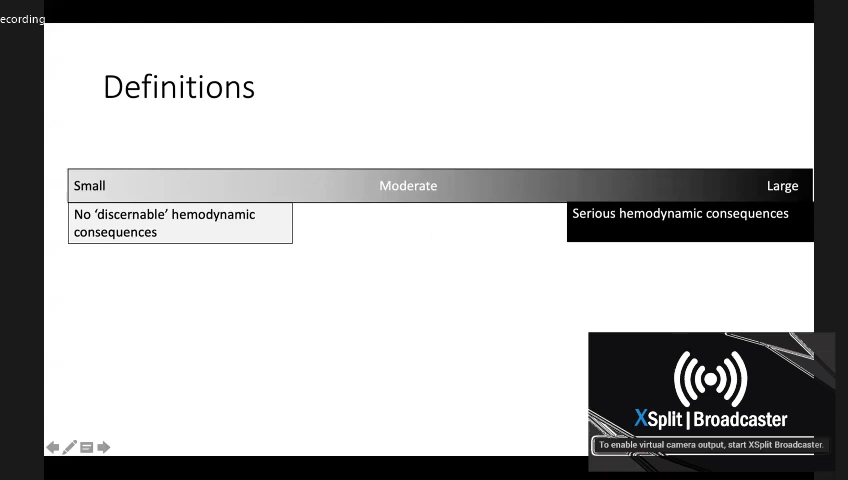 ecording
Definitions
Small Moderate Large
No ‘discernable’ hemodynamic
consequences
Serious hemodynamic consequences
XSplit | Broadcaster
To enable virtual camera output, start XSplit Broadcaster.